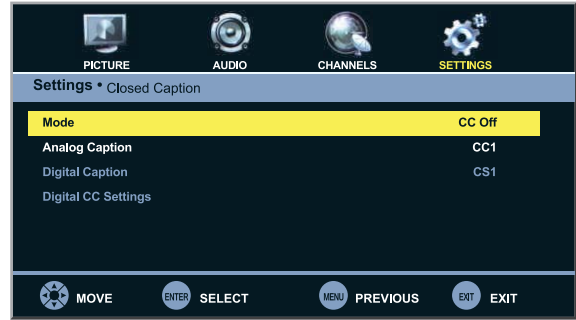 PICTURE AUDIO CHANNELS SETTINGS
Settings • Closed Caption
Mode CC Off
Analog Caption CC1
Digital Caption CS1
Digital CC Settings
MOVE ENTER SELECT MENU PREVIOUS EXIT EXIT